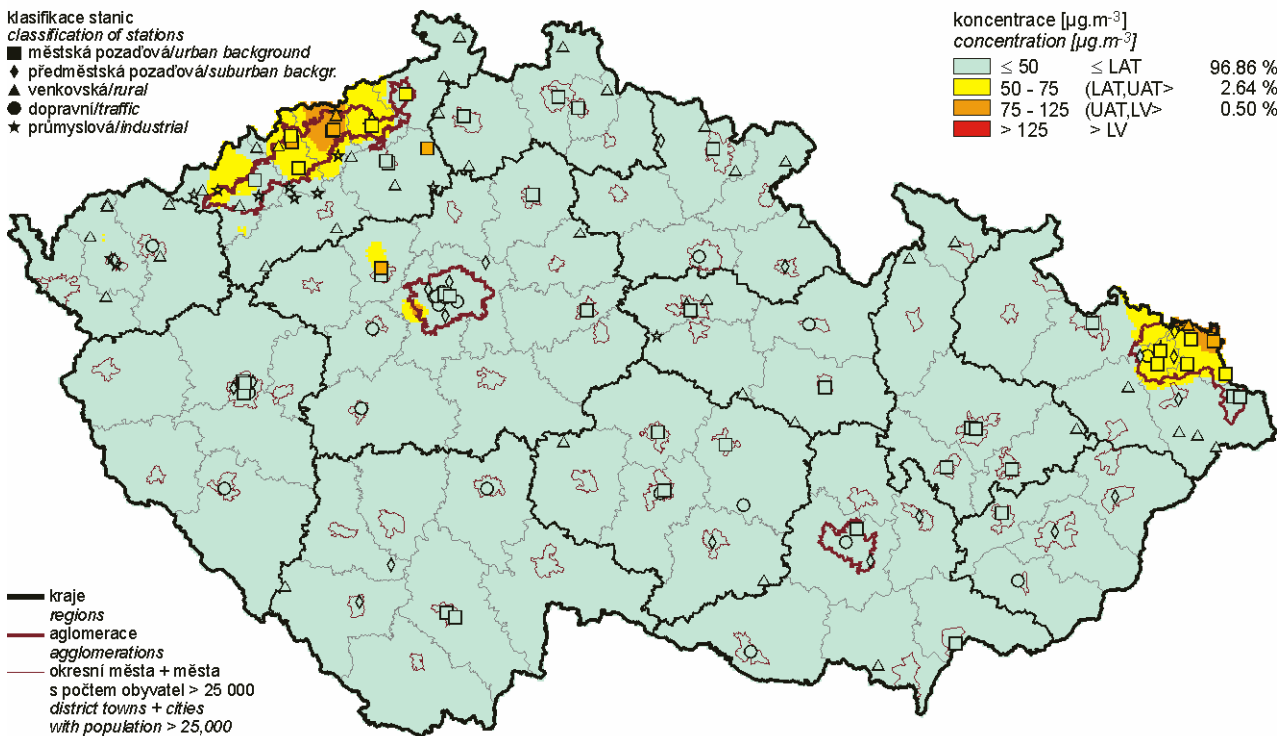 klasifikace stanic
classification of stations
městská pozaďová/urban background
předměstská pozaďová/suburban backgr.
venkovská/rural
dopravní/traffic
průmyslová/industrial
koncentrace [µg.m-3]
concentration [µg.m-3]
≤ 50 ≤ LAT 96.86 %
50 - 75 (LAT,UAT> 2.64 %
75 - 125 (UAT,LV> 0.50 %
> 125 > LV
kraje
regions
aglomerace
agglomerations
okresní města + města
s počtem obyvatel > 25 000
district towns + cities
with population > 25,000